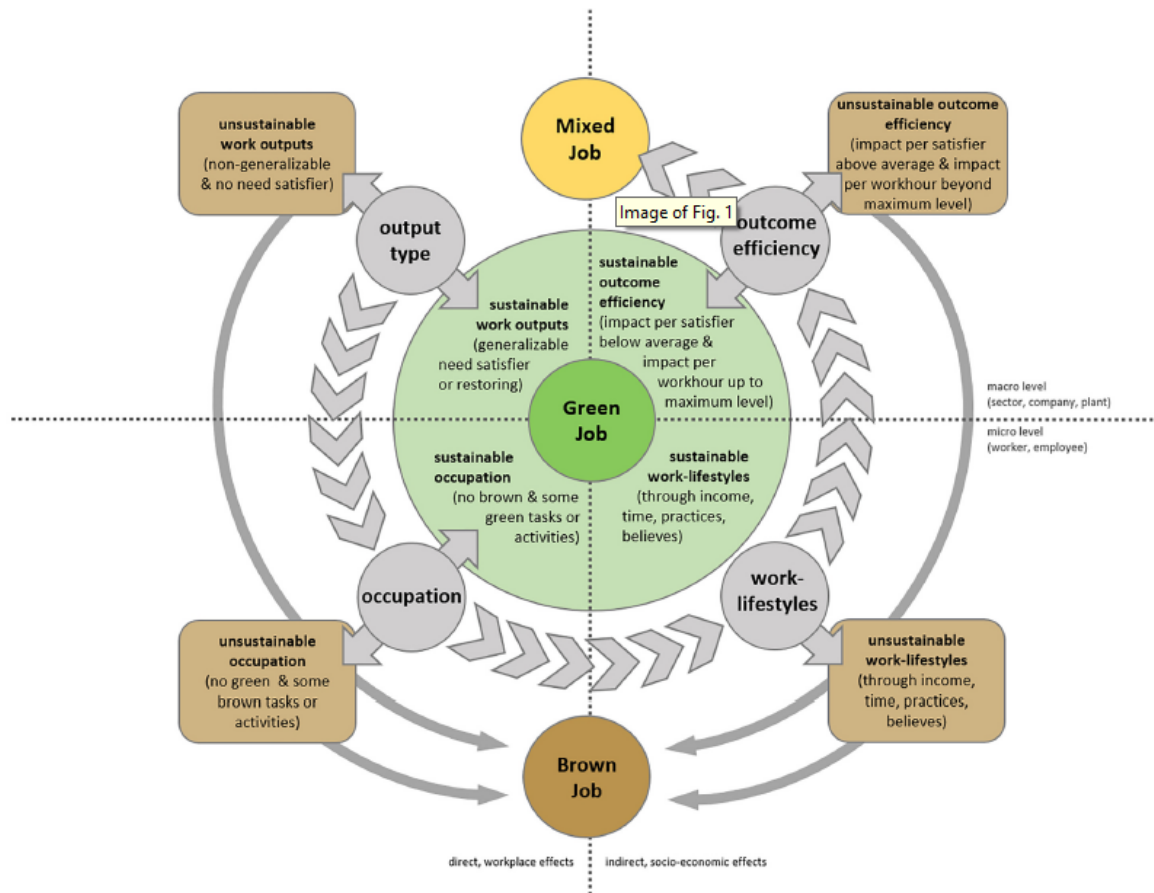 unsustainable
work outputs
(non-generalizable
& no need satisfier)
Mixed
Job
unsustainable outcome
efficiency
(impact per satisfier
above average & impact
per workhour beyond
maximum level)
Image of Fig. 1
output
type
outcome
efficiency
sustainable
work outputs
(generalizable
need satisfier
or restoring)
sustainable
outcome
efficiency
(impact per satisfier
below average &
impact per
workhour up to
maximum level)
Green
Job
macro level
(sector, company, plant)
micro level
(worker, employee)
sustainable
occupation
(no brown & some
green tasks or
activities)
sustainable
work-lifestyles
(through income,
time, practices,
believes)
occupation
work-
lifestyles
unsustainable
occupation
(no green & some
brown tasks or
activities)
unsustainable
work-lifestyles
(through income,
time, practices,
believes)
Brown
Job
direct, workplace effects
indirect, socio-economic effects